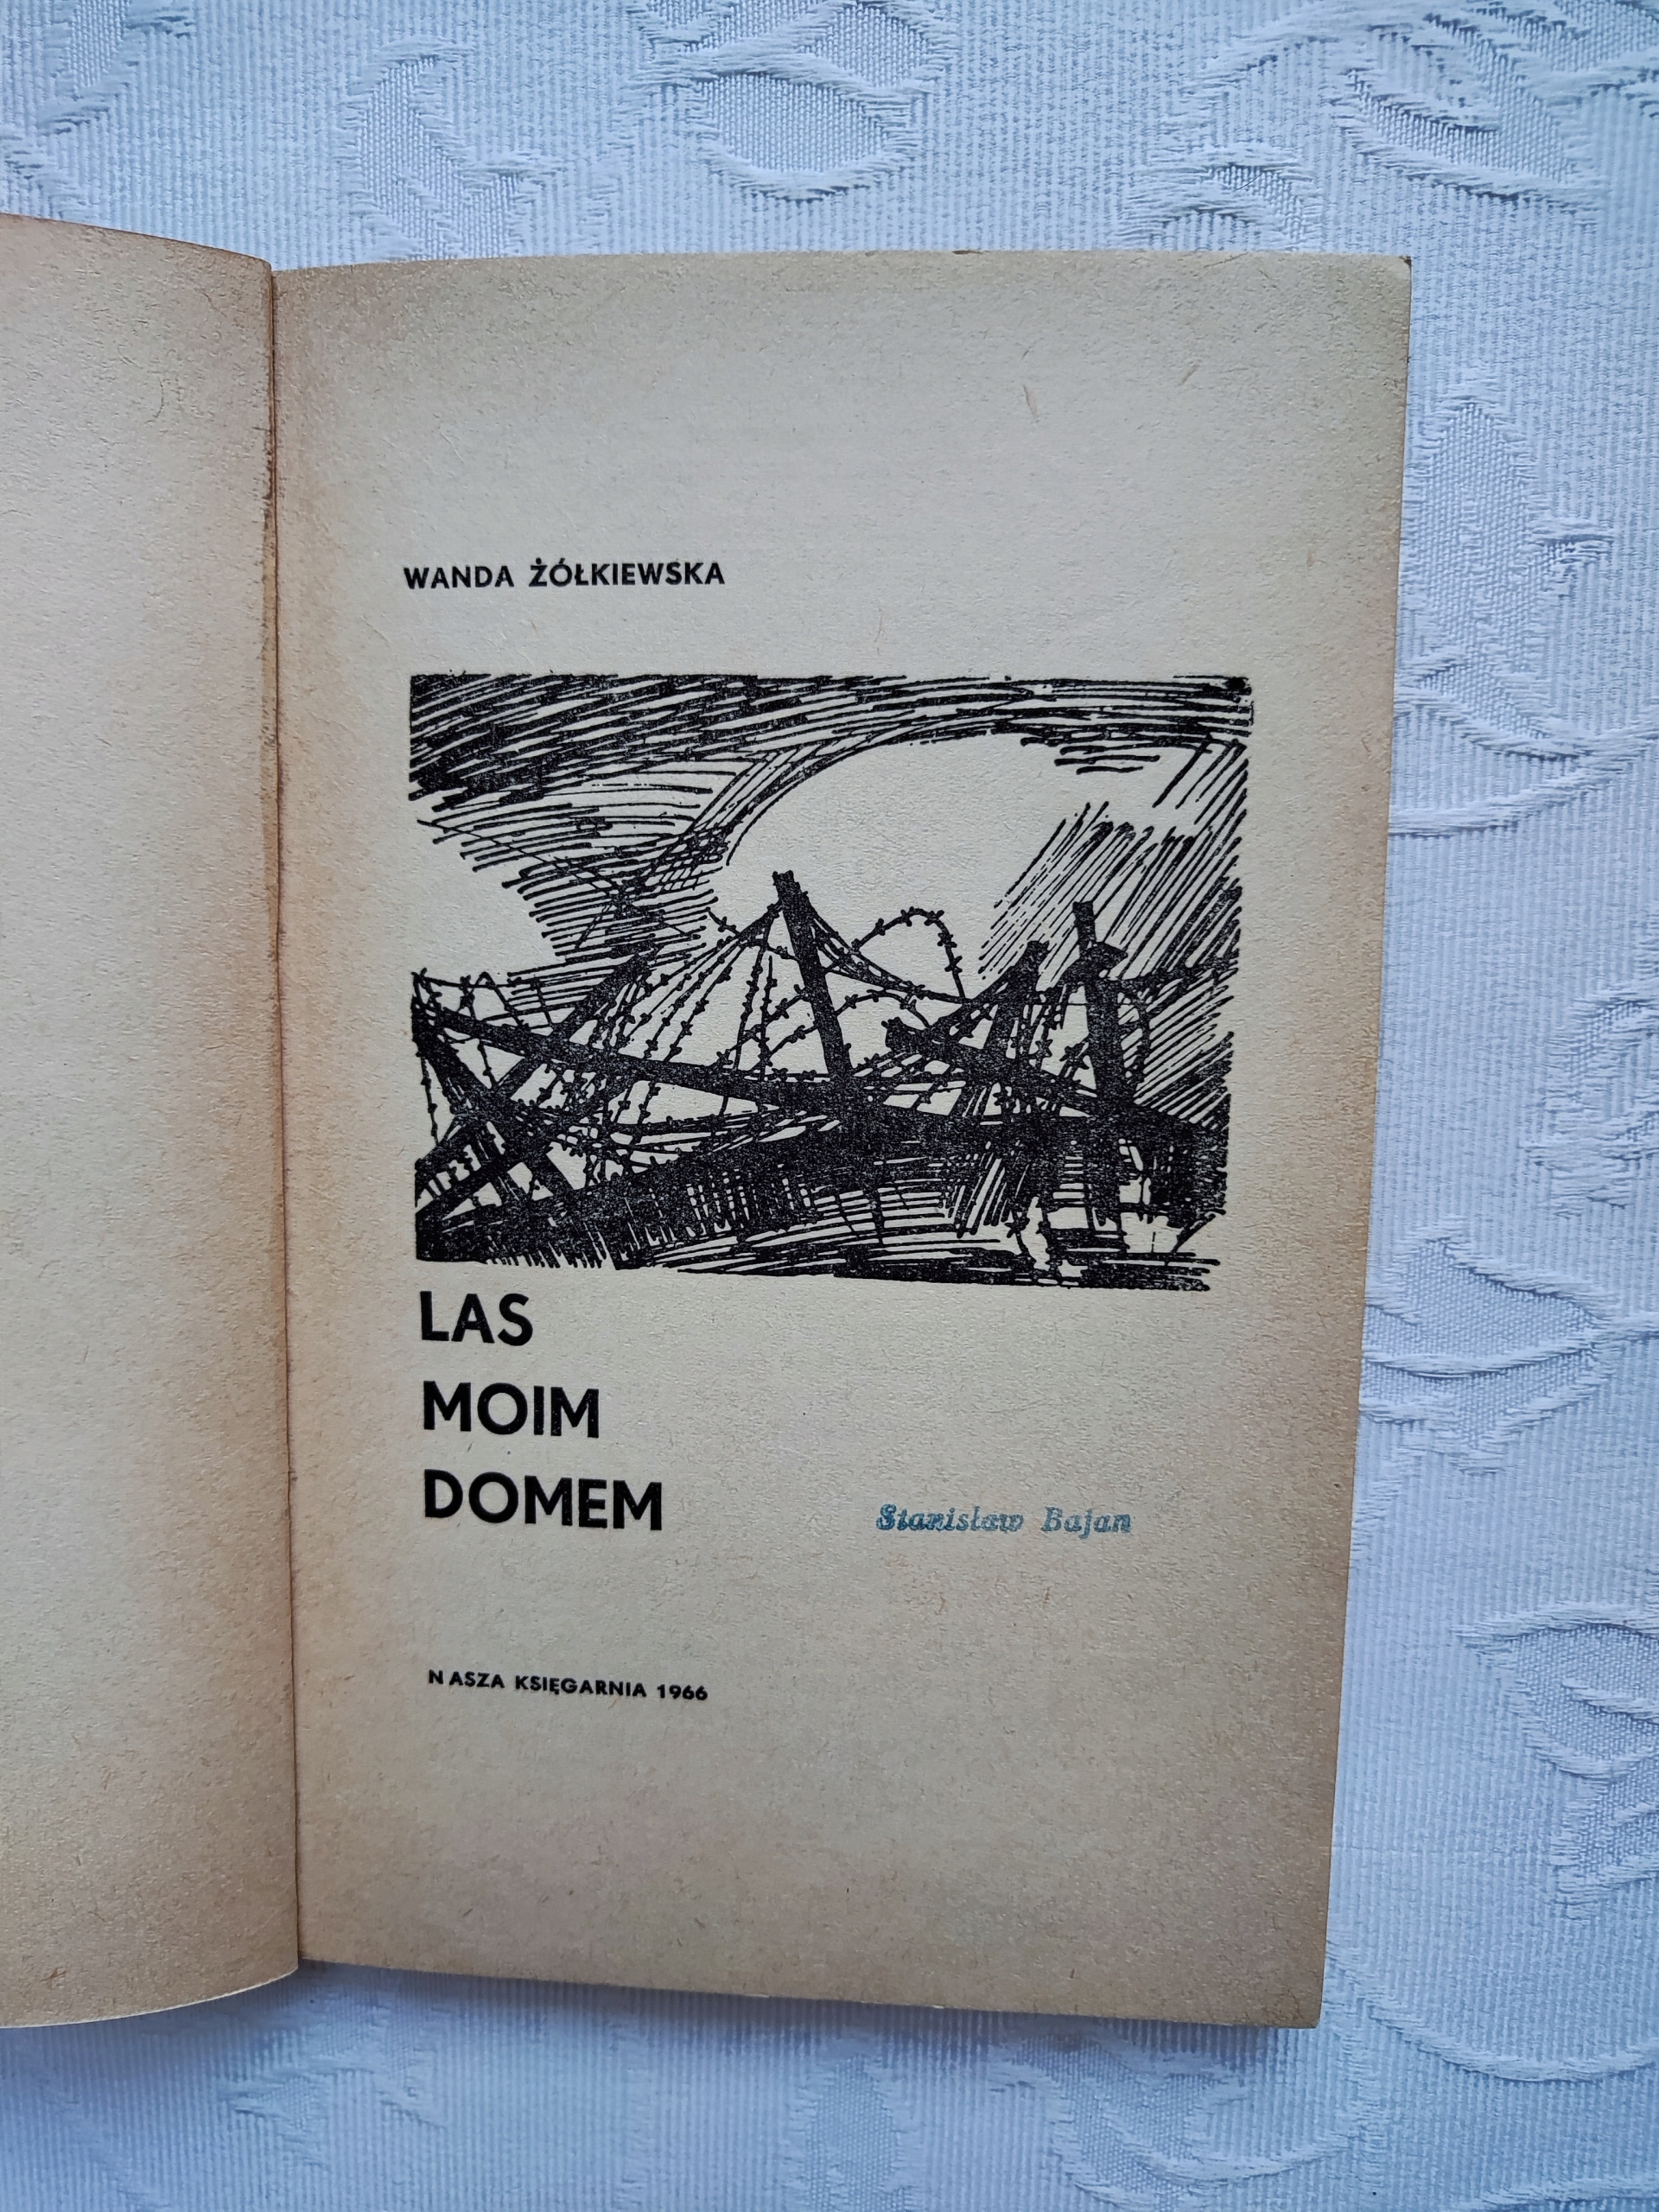 WANDA ŻÓŁKIEWSKA
LAS
MOIM
DOMEM
Stanisław Bajan
NASZA KSIĘGARNIA 1966